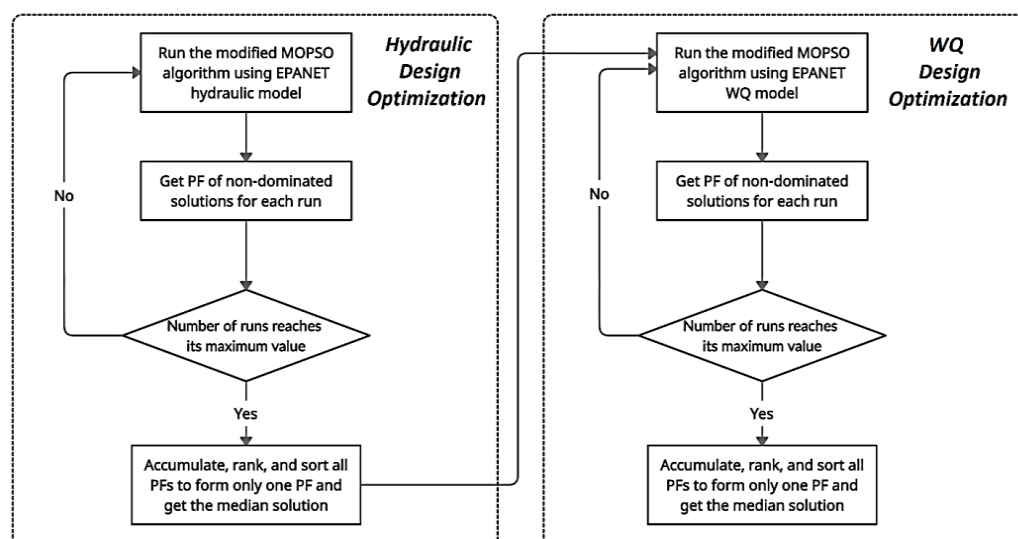 Hydraulic
Design
Optimization
Run the modified MOPSO
algorithm using EPANET
hydraulic model
Get PF of non-dominated
solutions for each run
No
Number of runs reaches
its maximum value
Yes
Accumulate, rank, and sort all
PFs to form only one PF and
get the median solution
WQ
Design
Optimization
Run the modified MOPSO
algorithm using EPANET
WQ model
Get PF of non-dominated
solutions for each run
No
Number of runs reaches
its maximum value
Yes
Accumulate, rank, and sort all
PFs to form only one PF and
get the median solution